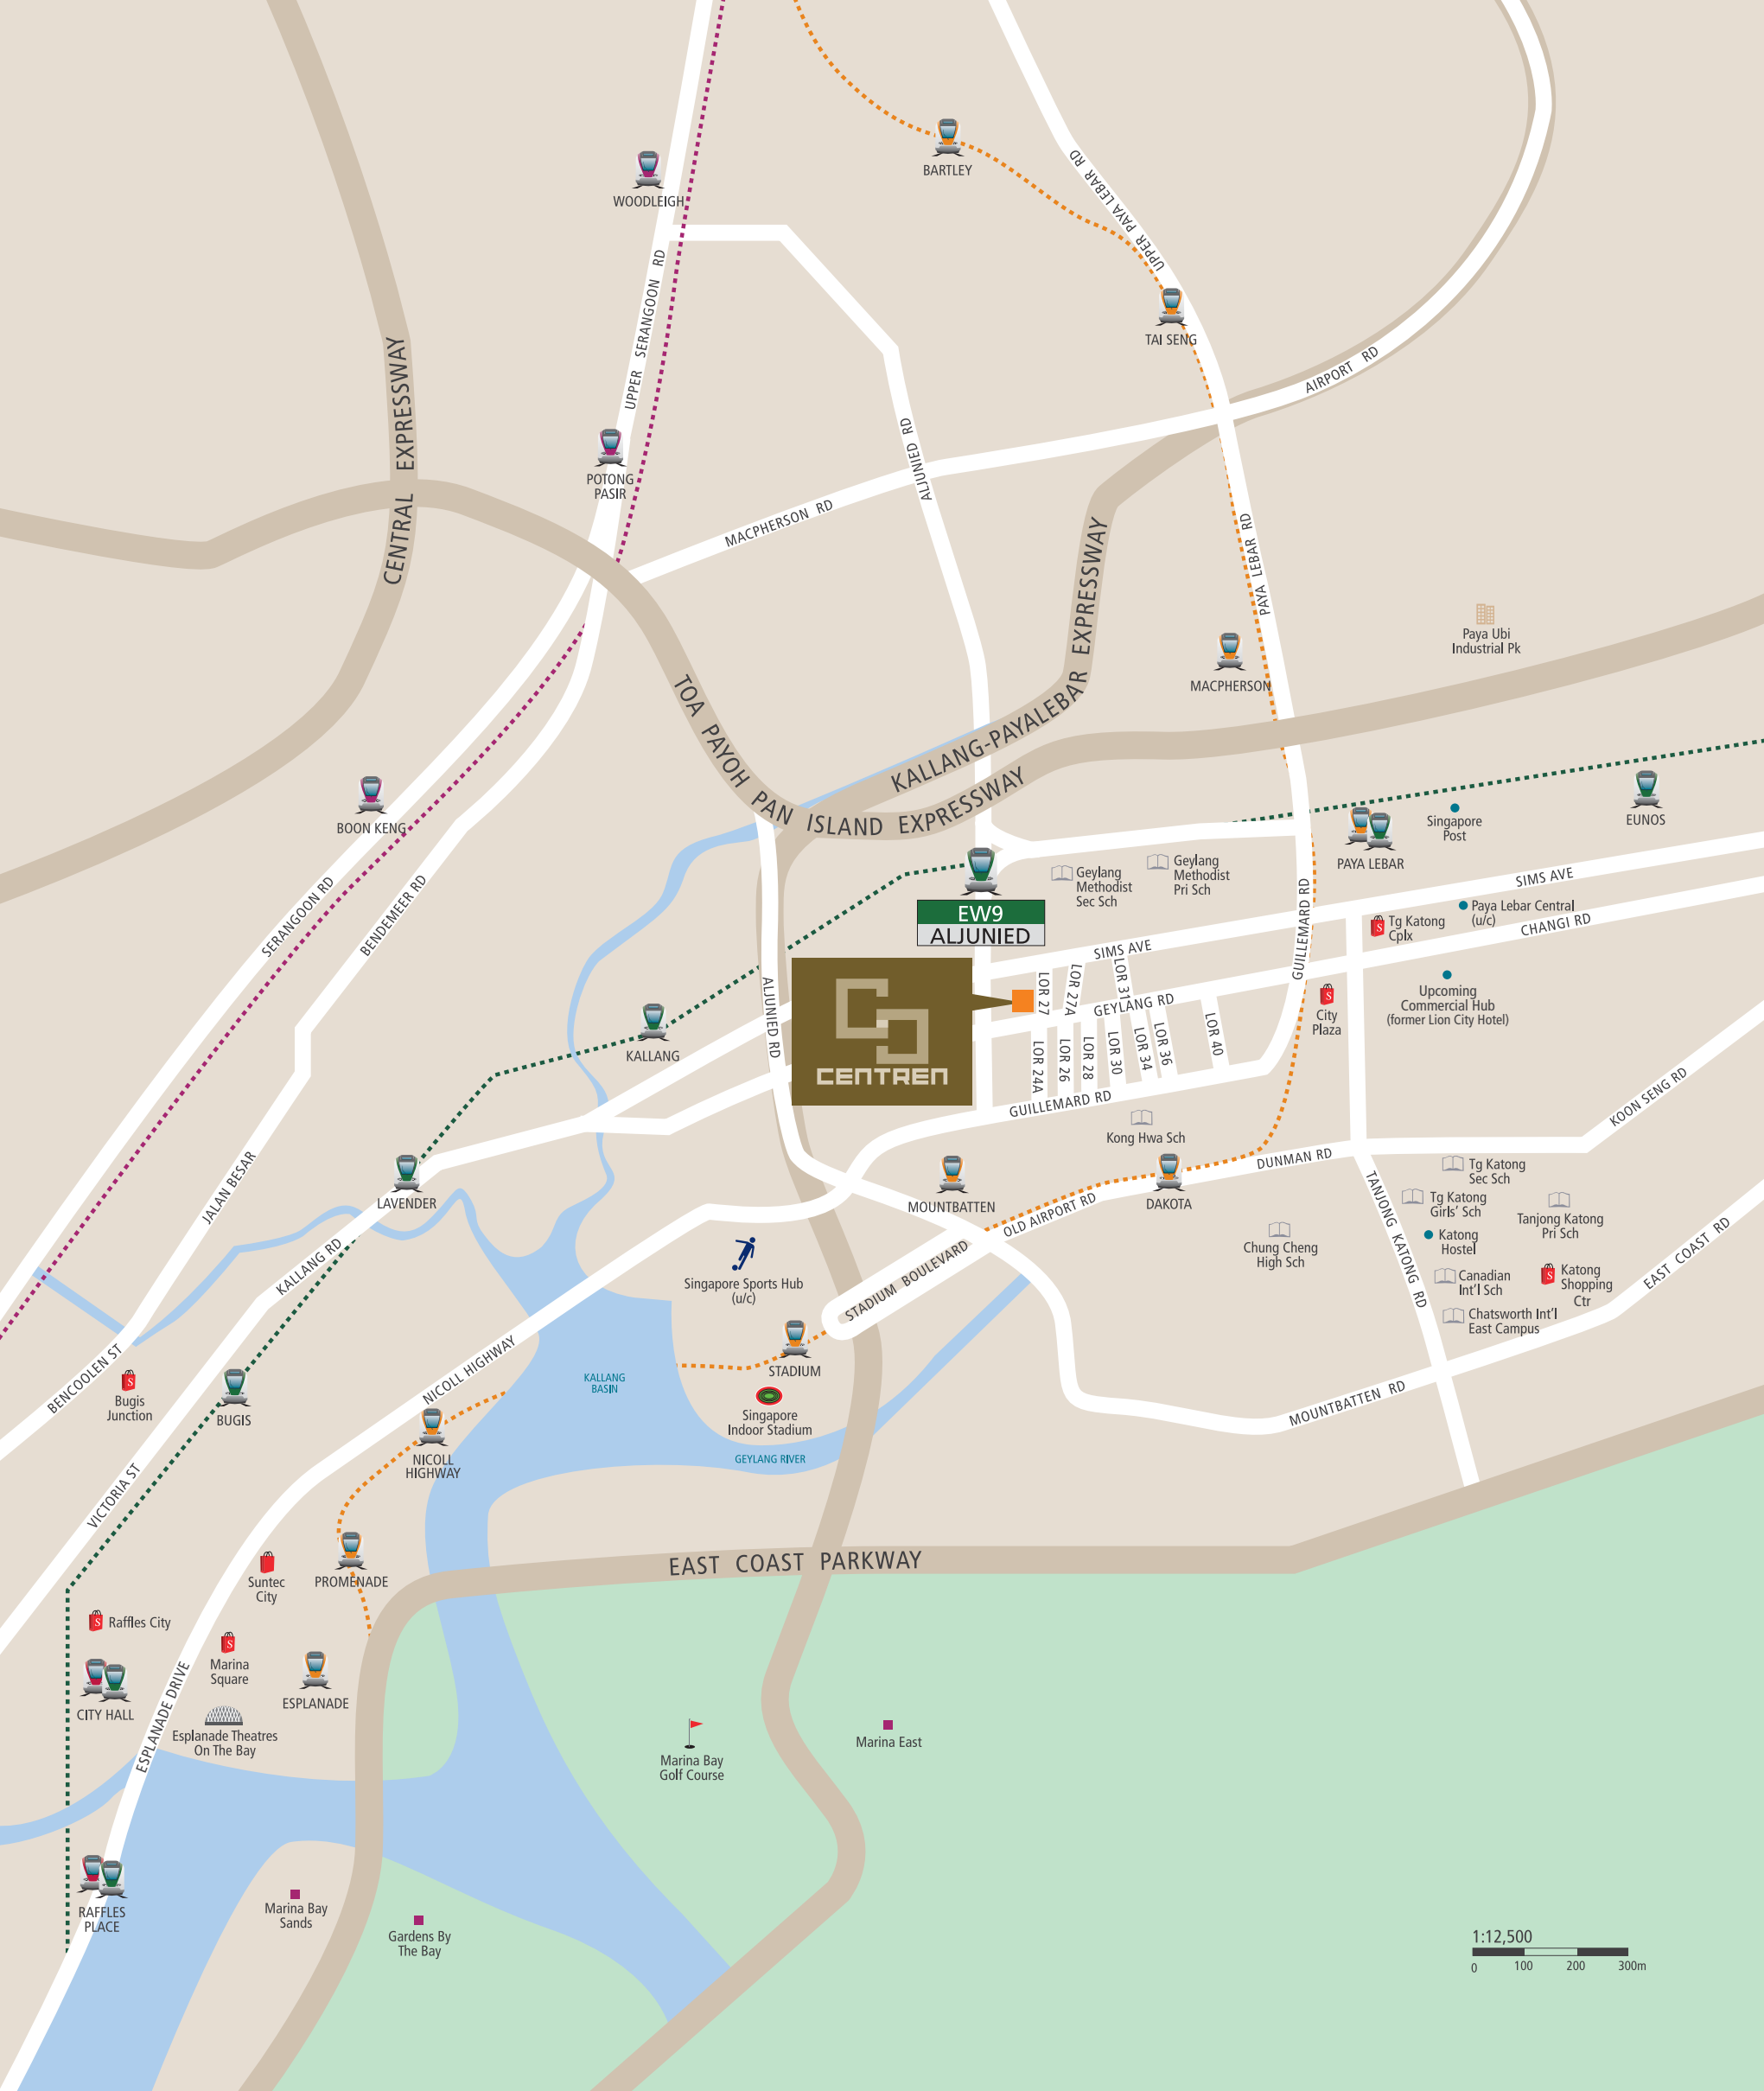 BARTLEY
UPPER PAYA LEBAR RD
WOODLEIGH
UPPER SERANGOON RD
TAI SENG
AIRPORT RD
CENTRAL EXPRESSWAY
ALJUNIED RD
POTONG
PASIR
MACPHERSON RD
PAYA LEBAR RD
KALLANG-PAYALEBAR EXPRESSWAY
Paya Ubi
Industrial Pk
MACPHERSON
TOA PAYOH PAN ISLAND EXPRESSWAY
BOON KENG
EUNOS
Singapore
Post
PAYA LEBAR
SERANGOON RD
BENDEMEER RD
Geylang
Methodist
Sec Sch
Geylang
Methodist
Pri Sch
SIMS AVE
EW9
ALJUNIED
GUILLEMARD RD
Tg Katong
Cplx
Paya Lebar Central
(u/c)
CHANGI RD
SIMS AVE
ALJUNIED RD
CENTREN
LOR 27
LOR 27A
LOR 31
GEYLANG RD
LOR 24A
LOR 26
LOR 28
LOR 30
LOR 34
LOR 36
LOR 40
City
Plaza
Upcoming
Commercial Hub
(former Lion City Hotel)
KALLANG
GUILLEMARD RD
KOON SENG RD
Kong Hwa Sch
JALAN BESAR
LAVENDER
MOUNTBATTEN
DAKOTA
DUNMAN RD
OLD AIRPORT RD
TANJONG KATONG RD
Tg Katong
Sec Sch
Tg Katong
Girls' Sch
Tanjong Katong
Pri Sch
Katong
Hostel
Chung Cheng
High Sch
Canadian
Int'l Sch
Katong
Shopping
Ctr
EAST COAST RD
Chatsworth Int'l
East Campus
KALLANG RD
Singapore Sports Hub
(u/c)
STADIUM BOULEVARD
STADIUM
NICOLL HIGHWAY
KALLANG
BASIN
BENCOOLEN ST
Bugis
Junction
BUGIS
Singapore
Indoor Stadium
MOUNTBATTEN RD
NICOLL
HIGHWAY
GEYLANG RIVER
VICTORIA ST
EAST COAST PARKWAY
Suntec
City
PROMENADE
Raffles City
Marina
Square
CITY HALL
ESPLANADE
ESPLANADE DRIVE
Esplanade Theatres
On The Bay
Marina Bay
Golf Course
Marina East
RAFFLES
PLACE
Marina Bay
Sands
Gardens By
The Bay
1:12,500
0 100 200 300m